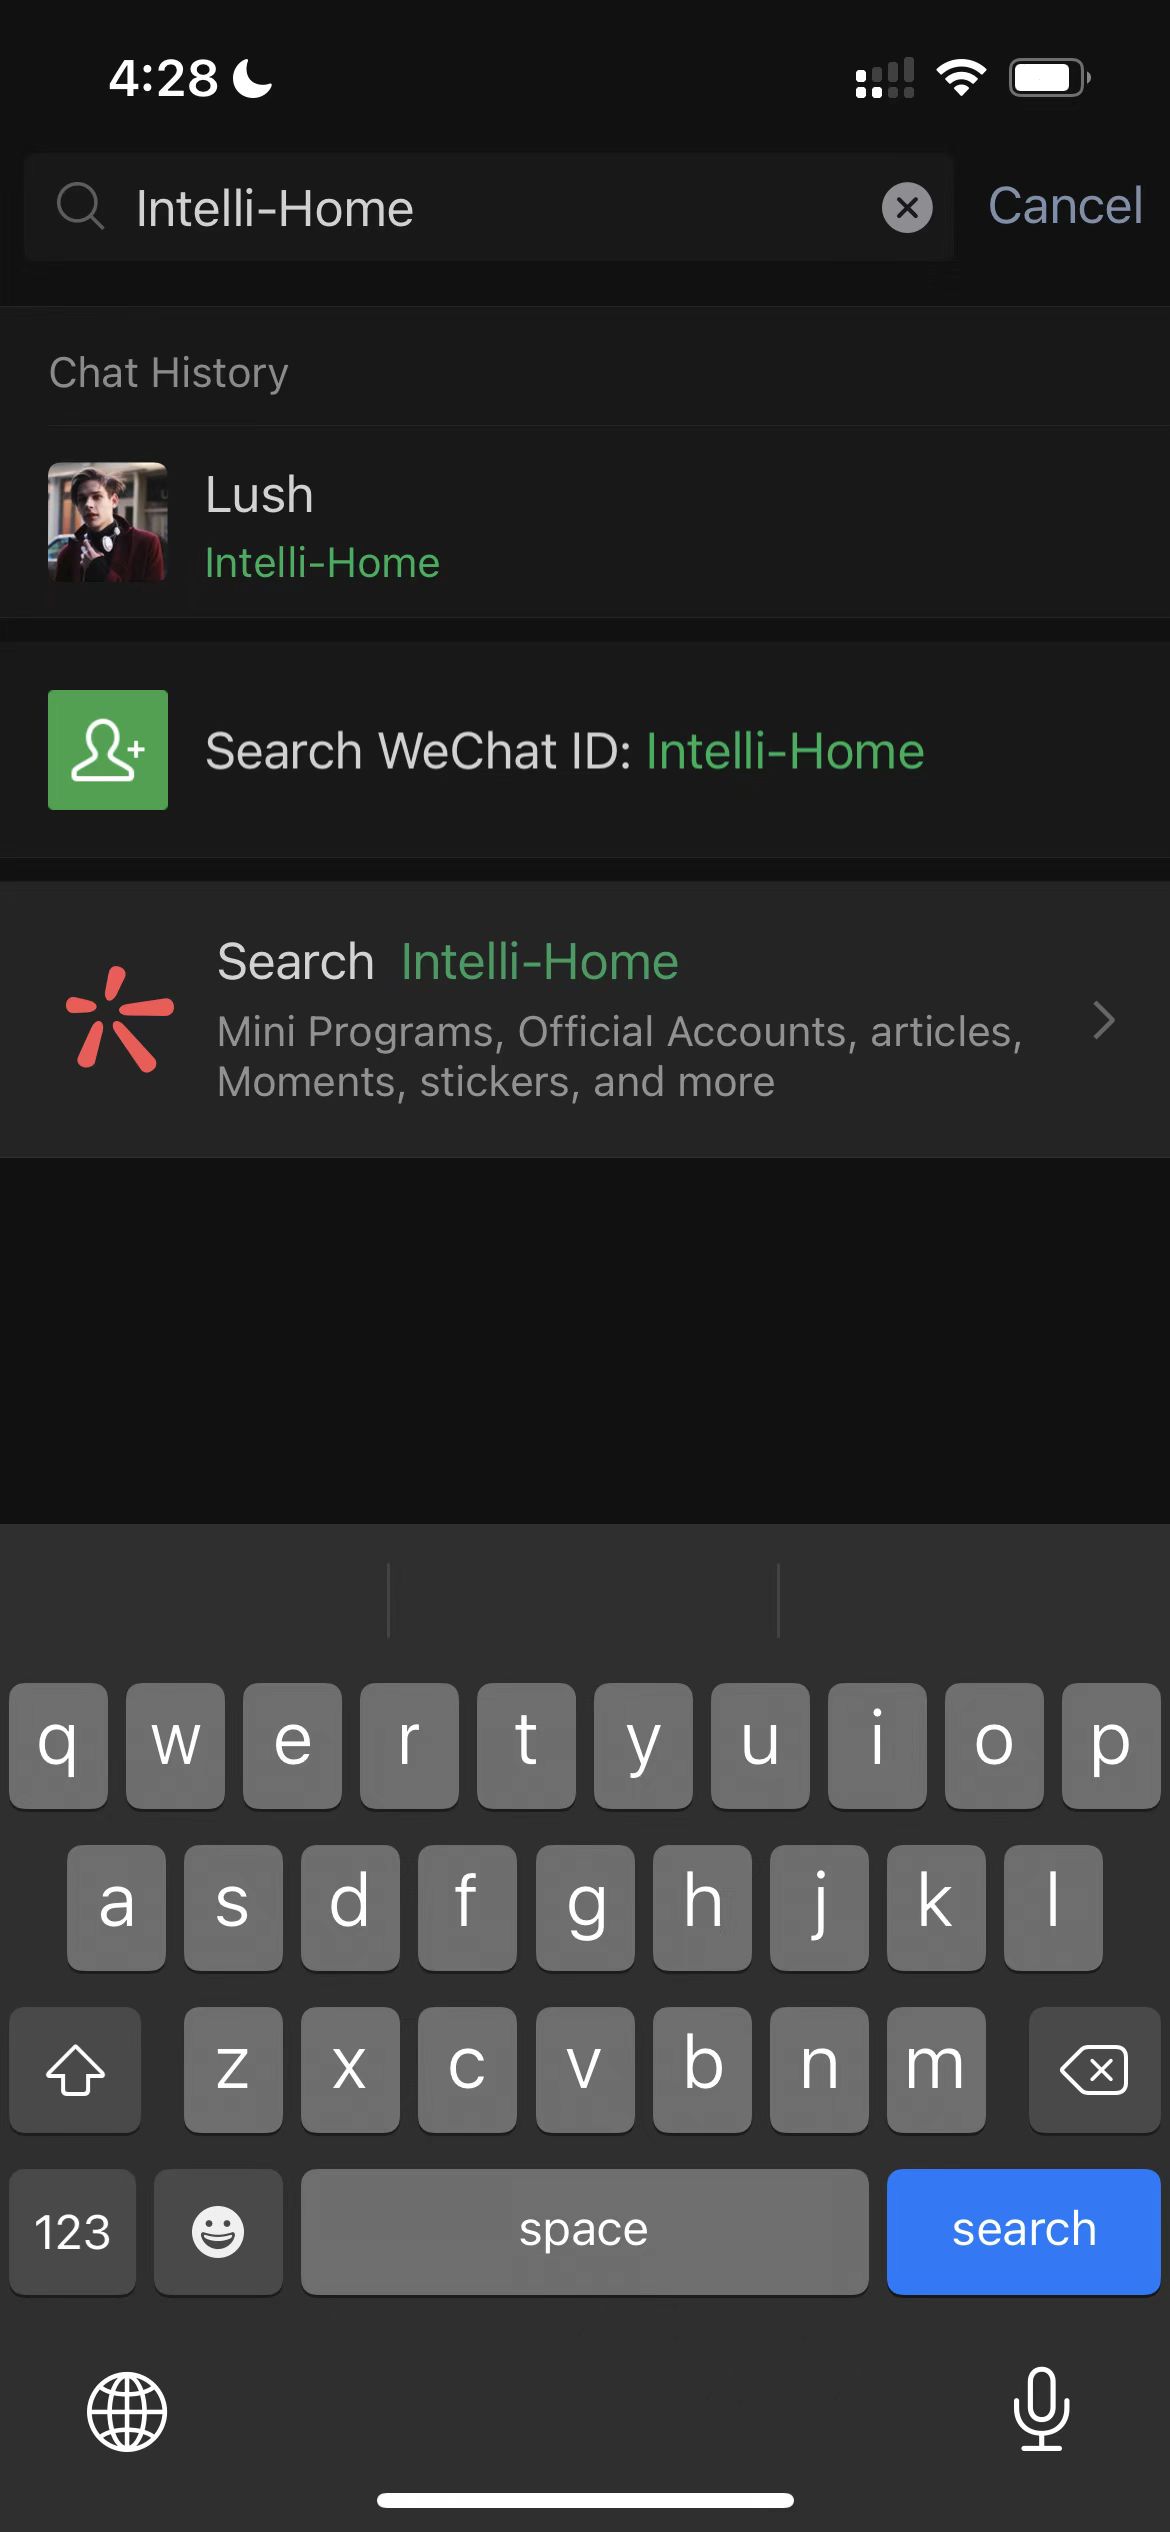 4:28
Intelli-Home
Cancel
Chat History
Lush
Intelli-Home
Search WeChat ID: Intelli-Home
Search Intelli-Home
Mini Programs, Official Accounts, articles,
Moments, stickers, and more
q w e r t y u i o p
a s d f g h j k l
z x c v b n m
123 space search